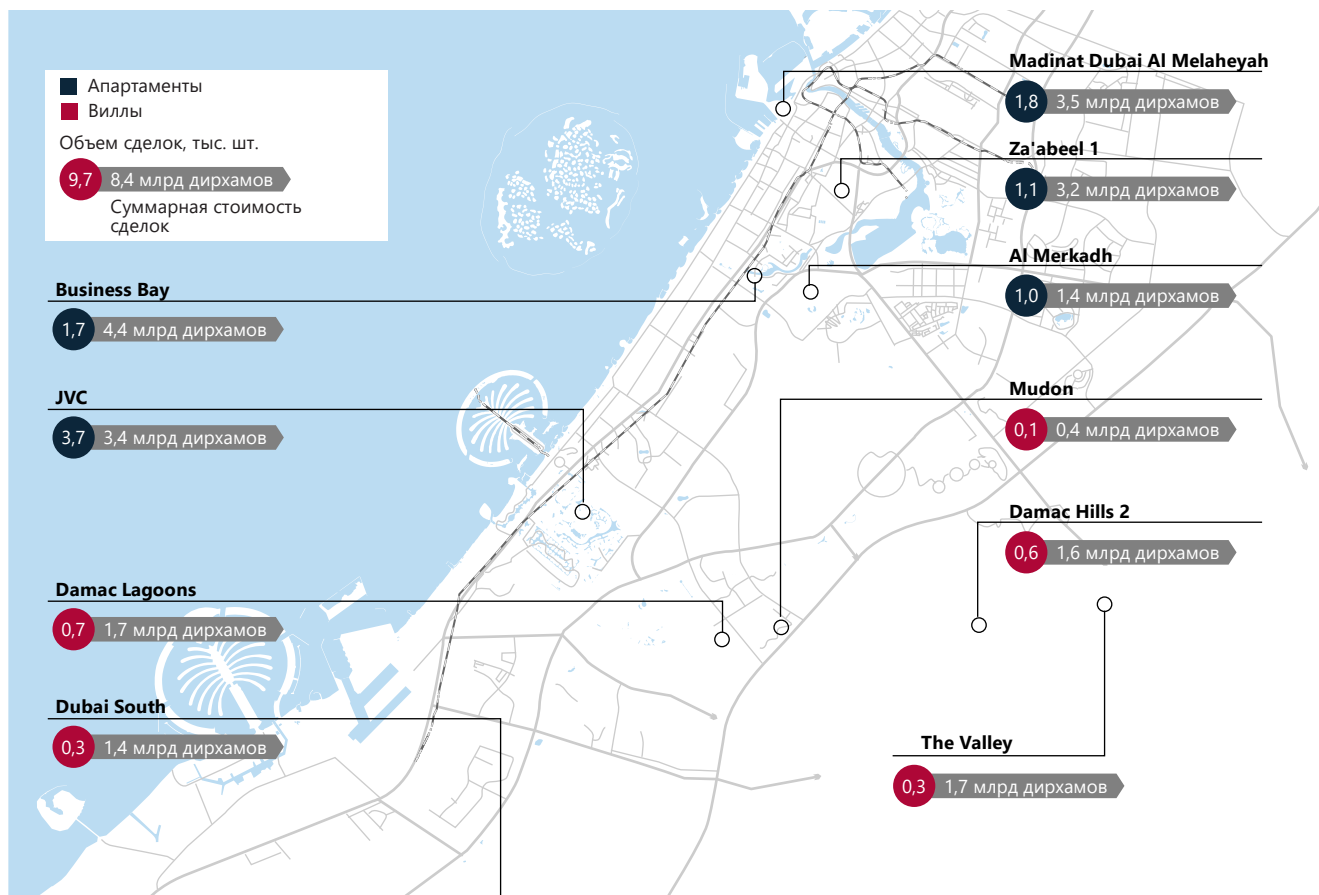 Апартаменты
Виллы
Объем сделок, тыс. шт.
9,7 8,4 млрд дирхамов
Суммарная стоимость
сделок
Business Bay
1,7 4,4 млрд дирхамов
JVC
3,7 3,4 млрд дирхамов
Damac Lagoons
0,7 1,7 млрд дирхамов
Dubai South
0,3 1,4 млрд дирхамов
Madinat Dubai Al Melaheyah
1,8 3,5 млрд дирхамов
Za'abeel 1
1,1 3,2 млрд дирхамов
Al Merkadh
1,0 1,4 млрд дирхамов
Mudon
0,1 0,4 млрд дирхамов
Damac Hills 2
0,6 1,6 млрд дирхамов
The Valley
0,3 1,7 млрд дирхамов